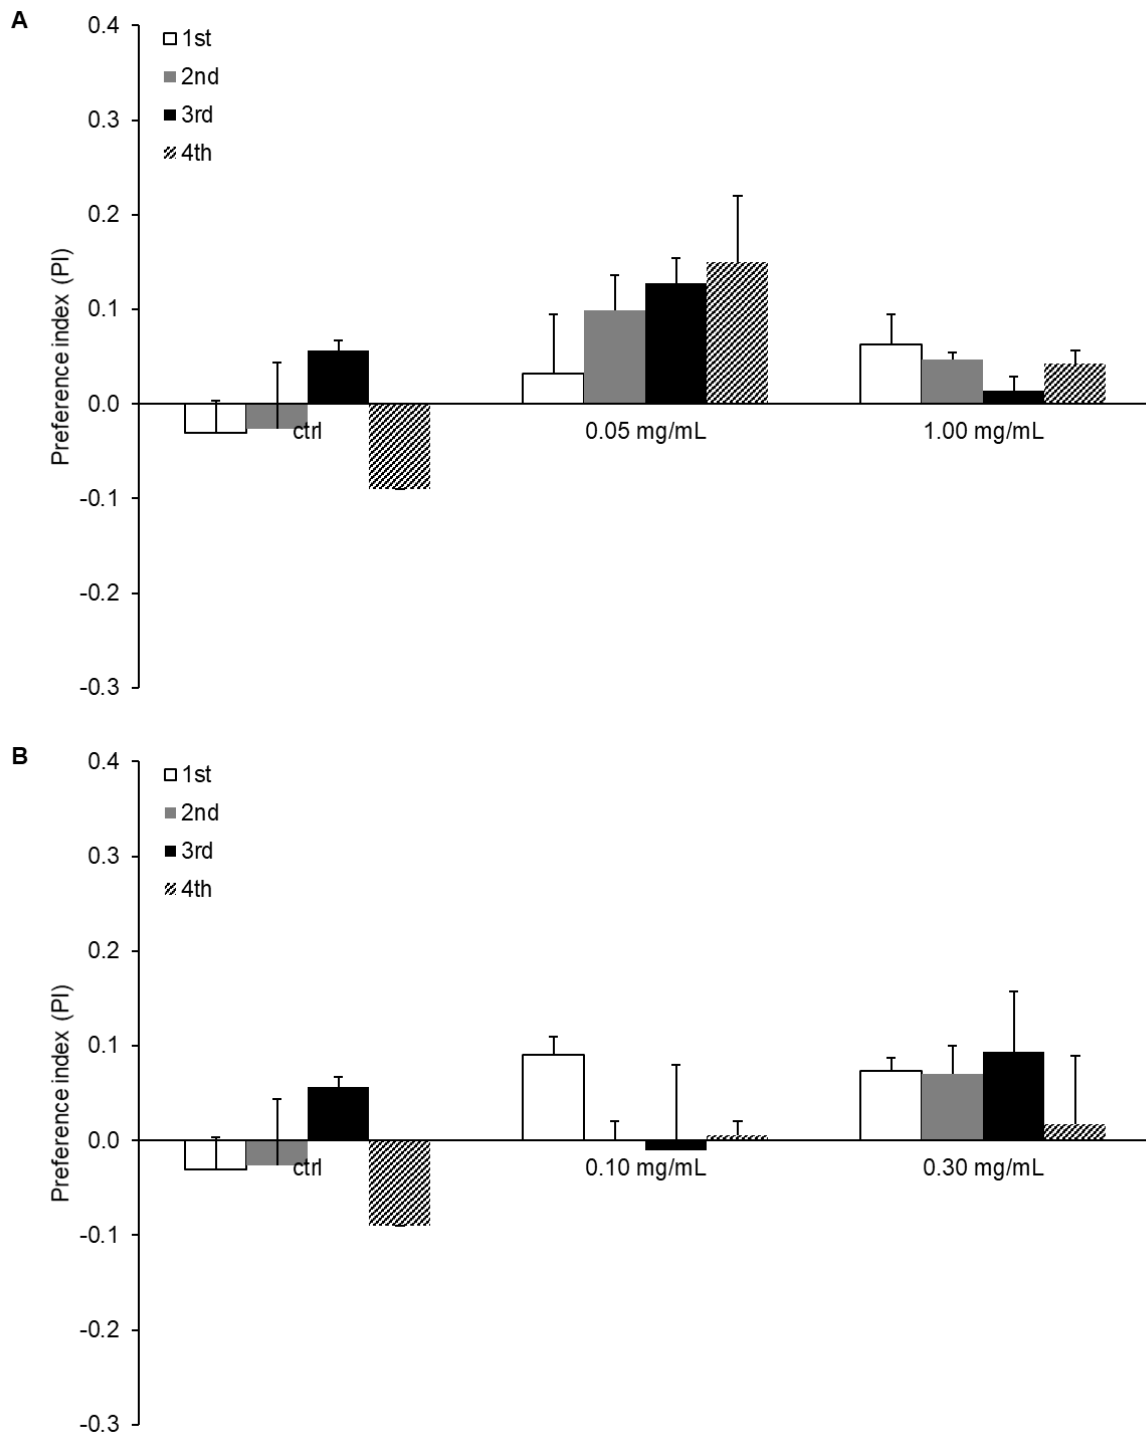 A
0.4
1st
2nd
0.3
3rd
4th
0.2
0.1
0.0
ctrl
0.05 mg/mL
1.00 mg/mL
-0.1
-0.2
-0.3
Preference index (PI)
B
0.4
1st
2nd
0.3
3rd
4th
0.2
0.1
0.0
ctrl
0.10 mg/mL
0.30 mg/mL
-0.1
-0.2
-0.3
Preference index (PI)